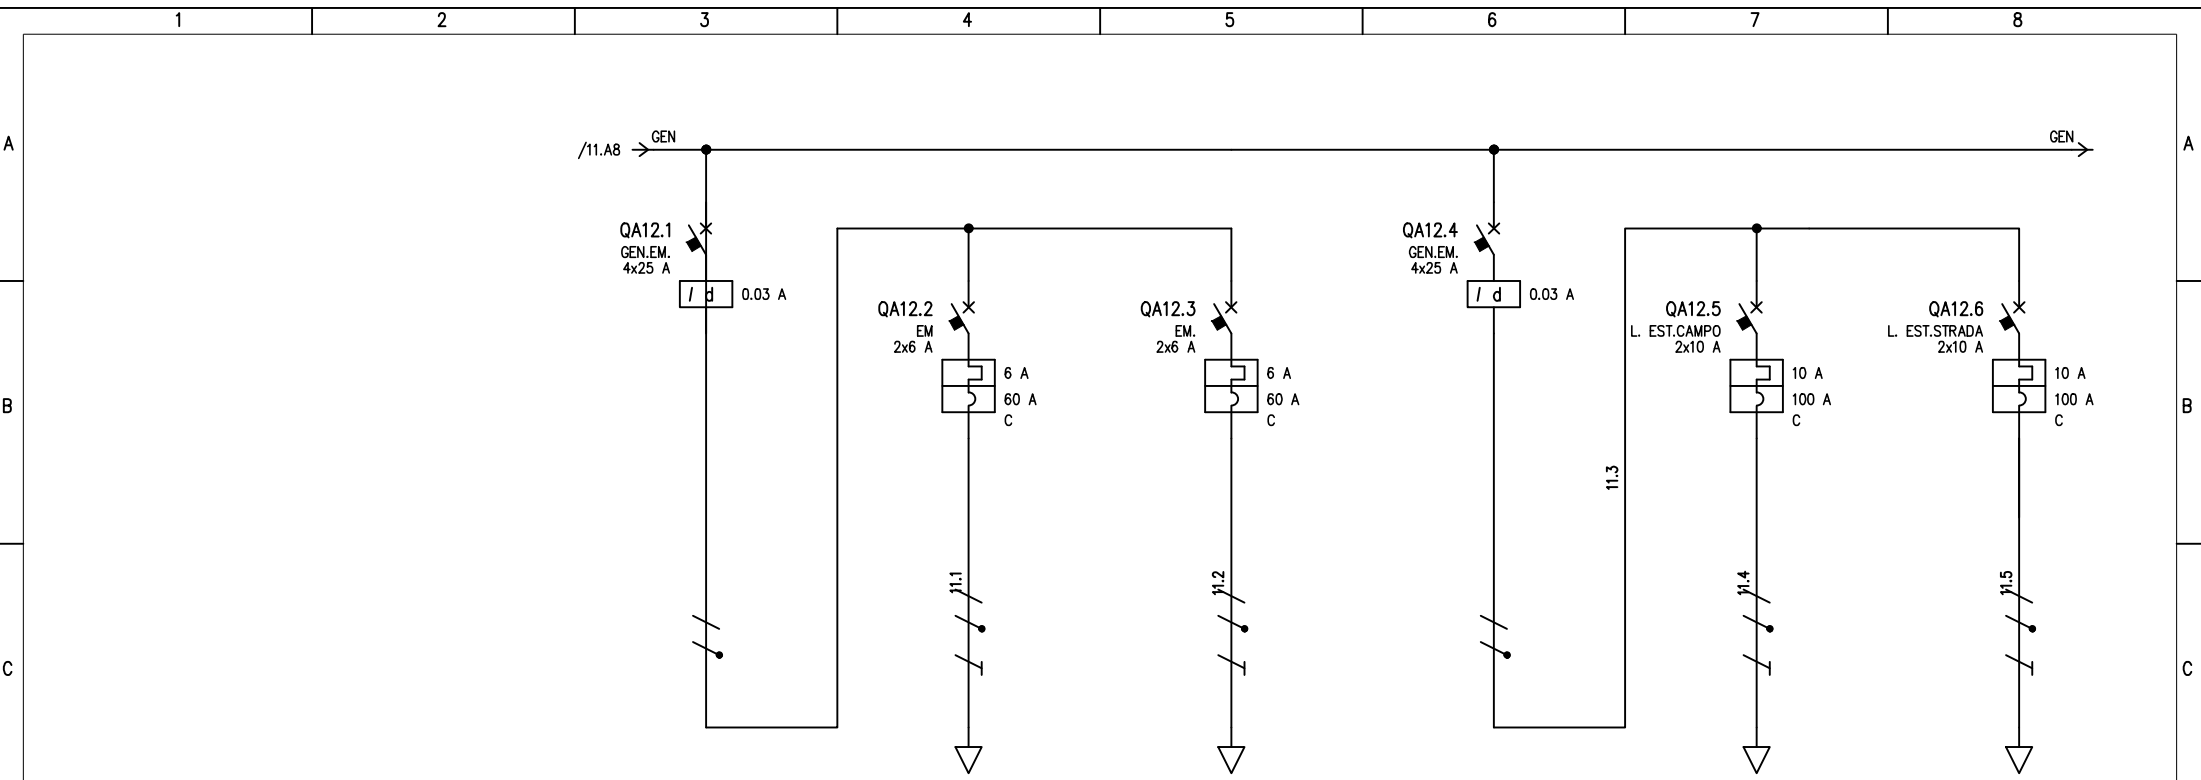 1 2 3 4 5 6 7 8
A A
/11.A8 GEN GEN
QA12.1
GEN.EM.
4x25 A
I d 0.03 A
QA12.2
EM
2x6 A
6 A
60 A
C
QA12.3
EM.
2x6 A
6 A
60 A
C
QA12.4
GEN.EM.
4x25 A
I d 0.03 A
QA12.5
L. EST.CAMPO
2x10 A
10 A
100 A
C
QA12.6
L. EST.STRADA
2x10 A
10 A
100 A
C
B B
11.3
11.1
11.2
11.4
11.5
C C